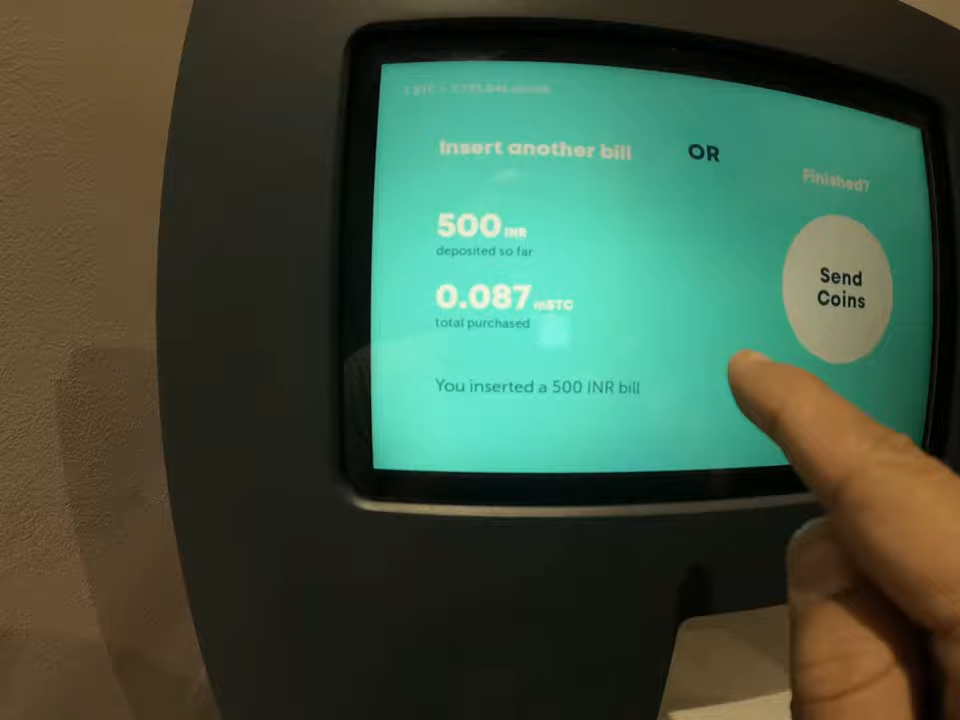 Insert another bill
OR
Finished?
500 INR
deposited so far
Send
Coins
0.087 mBTC
total purchased
You inserted a 500 INR bill